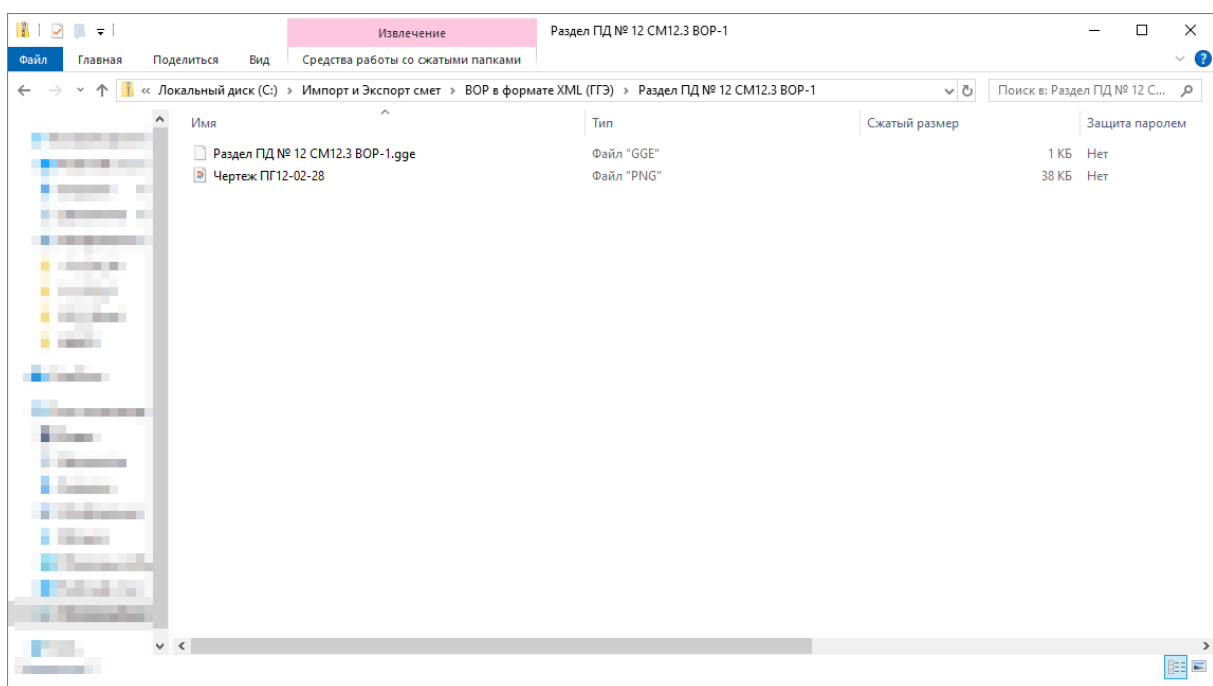 Извлечение
Раздел ПД № 12 СМ12.3 ВОР-1
Файл Главная Поделиться Вид Средства работы со сжатыми папками
« Локальный диск (C:) › Импорт и Экспорт смет › ВОР в формате XML (ГГЭ) › Раздел ПД № 12 СМ12.3 ВОР-1
Поиск в: Раздел ПД № 12 С...
Имя Тип Сжатый размер Защита паролем
Раздел ПД № 12 СМ12.3 ВОР-1.gge Файл "GGE" 1 КБ Нет
Чертеж ПГ12-02-28 Файл "PNG" 38 КБ Нет